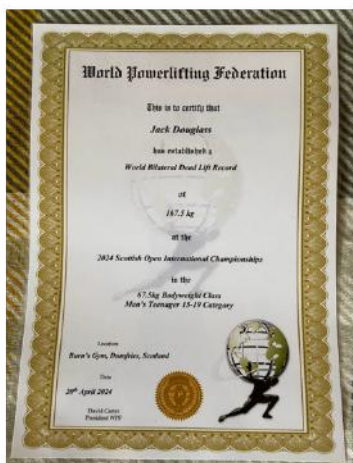 World Powerlifting Federation
This is to certify that
Jack Douglass
has established a
World Bilateral Dead Lift Record
of
167.5 kg
at the
2024 Scottish Open International Championships
in the
67.5kg Bodyweight Class
Men's Teenager 15-19 Category
Location
Burn's Gym, Dumfries, Scotland
Date
20th April 2024
David Carter
President WPF